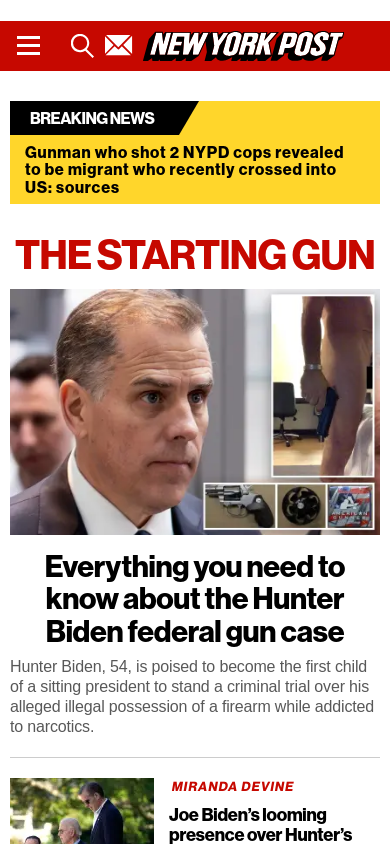 NEW YORK POST
BREAKING NEWS
Gunman who shot 2 NYPD cops revealed
to be migrant who recently crossed into
US: sources
THE STARTING GUN
Everything you need to
know about the Hunter
Biden federal gun case
Hunter Biden, 54, is poised to become the first child
of a sitting president to stand a criminal trial over his
alleged illegal possession of a firearm while addicted
to narcotics.
MIRANDA DEVINE
Joe Biden’s looming
presence over Hunter’s